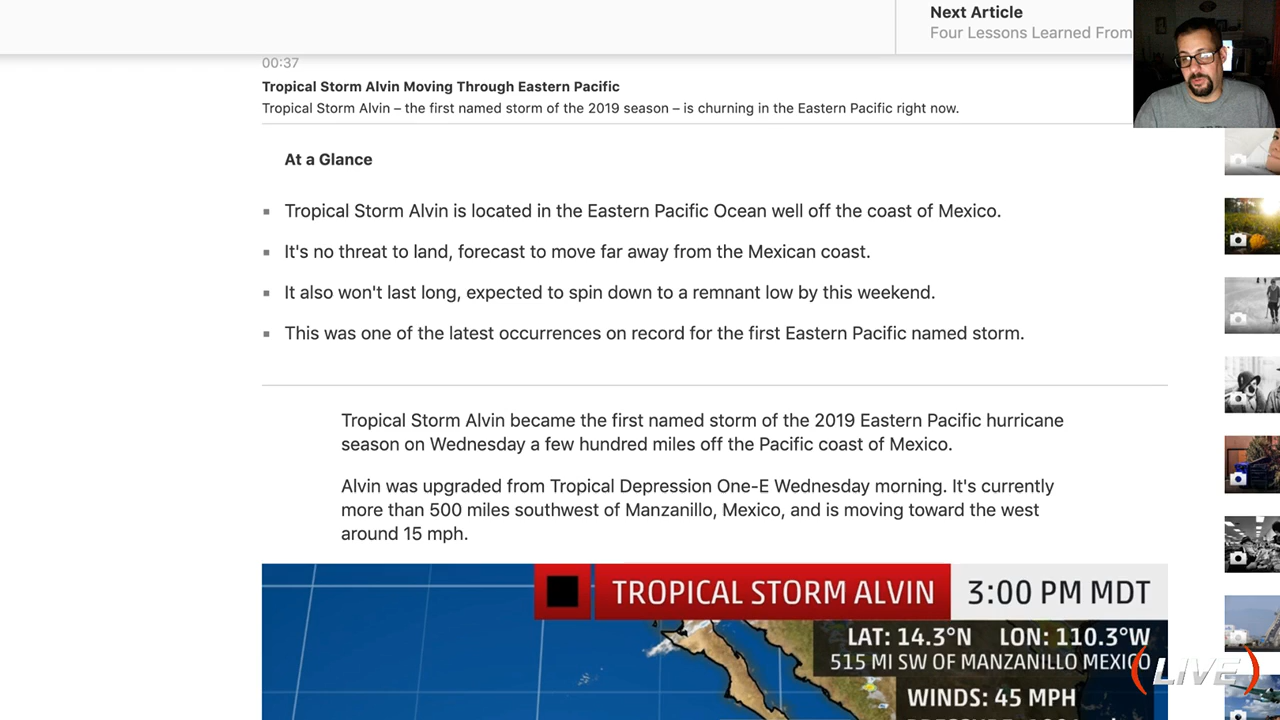 Next Article
Four Lessons Learned From
00:37
Tropical Storm Alvin Moving Through Eastern Pacific
Tropical Storm Alvin – the first named storm of the 2019 season – is churning in the Eastern Pacific right now.
At a Glance
Tropical Storm Alvin is located in the Eastern Pacific Ocean well off the coast of Mexico.
It's no threat to land, forecast to move far away from the Mexican coast.
It also won't last long, expected to spin down to a remnant low by this weekend.
This was one of the latest occurrences on record for the first Eastern Pacific named storm.
Tropical Storm Alvin became the first named storm of the 2019 Eastern Pacific hurricane
season on Wednesday a few hundred miles off the Pacific coast of Mexico.
Alvin was upgraded from Tropical Depression One-E Wednesday morning. It's currently
more than 500 miles southwest of Manzanillo, Mexico, and is moving toward the west
around 15 mph.
TROPICAL STORM ALVIN 3:00 PM MDT
LAT: 14.3°N LON: 110.3°W
515 MI SW OF MANZANILLO MEXICO
(LIVE)
WINDS: 45 MPH